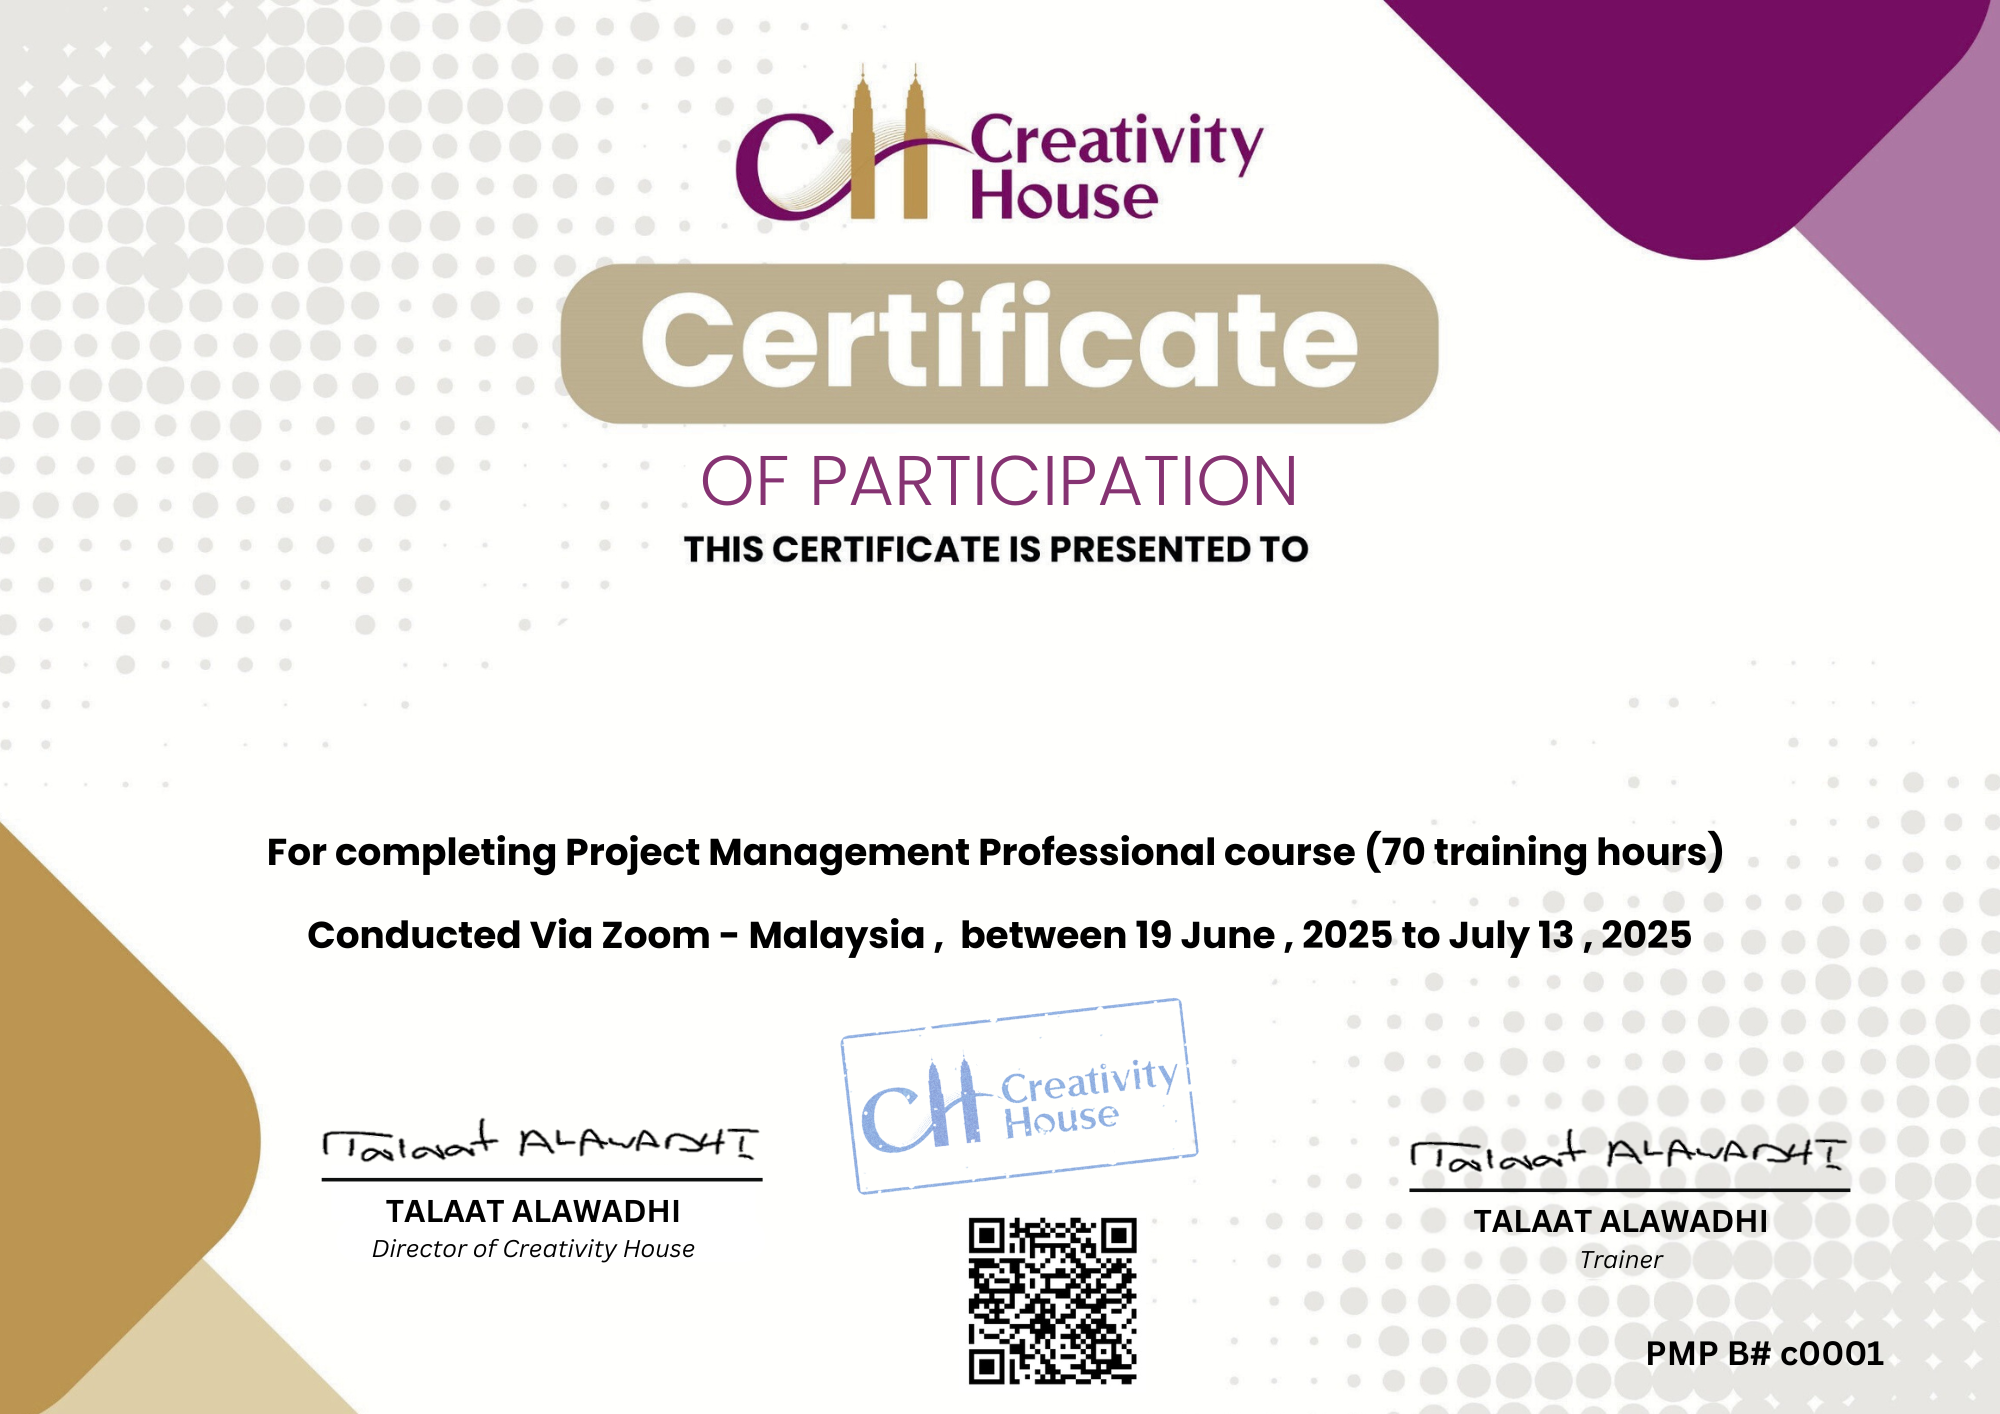 Creativity
House
Certificate
OF PARTICIPATION
THIS CERTIFICATE IS PRESENTED TO
For completing Project Management Professional course (70 training hours)
Conducted Via Zoom - Malaysia ,  between 19 June , 2025 to July 13 , 2025
CH Creativity
House
Talaat ALAWADHI
TALAAT ALAWADHI
Director of Creativity House
Talaat ALAWADHI
TALAAT ALAWADHI
Trainer
PMP B# c0001